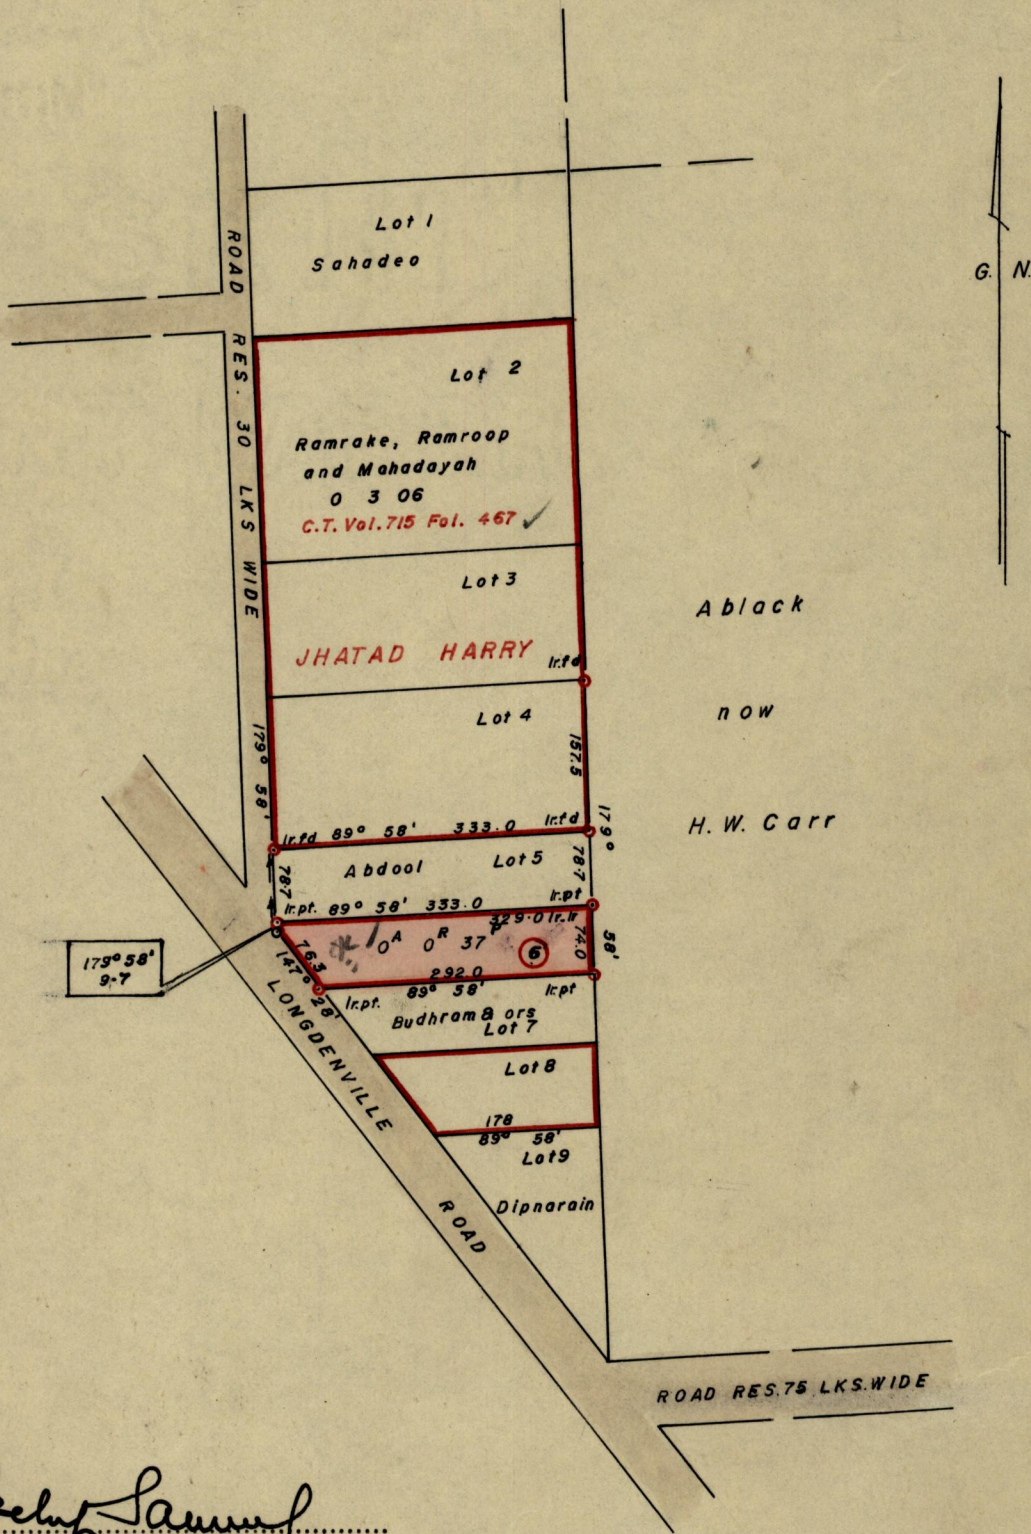 Lot 1
Sahadeo
G. N.
ROAD RES. 30 LKS WIDE
Lot 2
Ramrake, Ramroop
and Mahadayah
0 3 06
C.T. Vol. 715 Fol. 467 ✓
Lot 3
JHATAD HARRY
Ir.fd
Ablack
now
H.W. Carr
Lot 4
157.5
179° 58'
Ir.fd 89° 58' 333.0 Ir.fd
179° 58'
78.7
Abdool Lot 5
78.7
Ir.pt. 89° 58' 333.0 Ir.pt
329.0 Ir.Ir
0ᴬ 0ᴿ 37ᴾ
6
74.0
76.3
147° 28'
292.0
Ir.pt. 89° 58' Ir.pt
179° 58'
9.7
Budhram & ors
Lot 7
Lot 8
178
89° 58'
Lot 9
Dipnarain
LONGDENVILLE ROAD
ROAD RES. 75 LKS. WIDE
Samuel